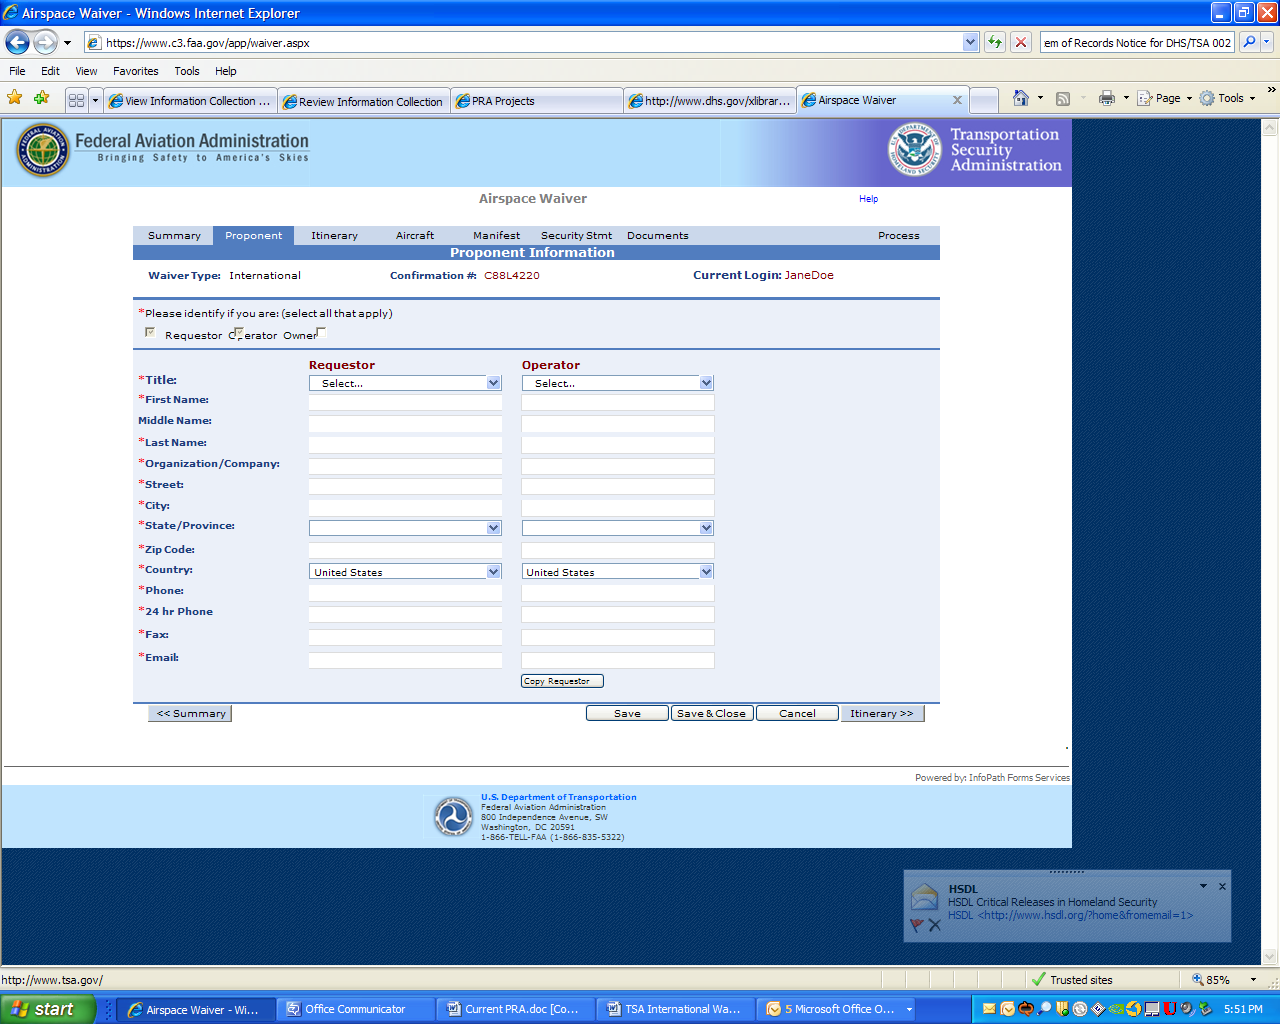 Airspace Waiver - Windows Internet Explorer
https://www.c3.faa.gov/app/waiver.aspx
em of Records Notice for DHS/TSA 002
File Edit View Favorites Tools Help
View Information Collection ... Review Information Collection PRA Projects http://www.dhs.gov/xlibrar... Airspace Waiver Page Tools
Federal Aviation Administration
Bringing Safety to America's Skies
Transportation
Security
Administration
Airspace Waiver Help
Summary Proponent Itinerary Aircraft Manifest Security Stmt Documents Process
Proponent Information
Waiver Type: International Confirmation #: C88L4220 Current Login: JaneDoe
*Please identify if you are: (select all that apply)
Requestor Operator Owner
Requestor Operator
*Title: Select... Select...
*First Name:
Middle Name:
*Last Name:
*Organization/Company:
*Street:
*City:
*State/Province:
*Zip Code:
*Country: United States United States
*Phone:
*24 hr Phone
*Fax:
*Email:
Copy Requestor
<< Summary Save Save & Close Cancel Itinerary >>
Powered by: InfoPath Forms Services
U.S. Department of Transportation
Federal Aviation Administration
800 Independence Avenue, SW
Washington, DC 20591
1-866-TELL-FAA (1-866-835-5322)
HSDL
HSDL Critical Releases in Homeland Security
HSDL <http://www.hsdl.org/?home&fromemail=1>
http://www.tsa.gov/ Trusted sites 85%
start Airspace Waiver - Wi... Office Communicator Current PRA.doc [Co... TSA International Wa... 5 Microsoft Office O... 5:51 PM